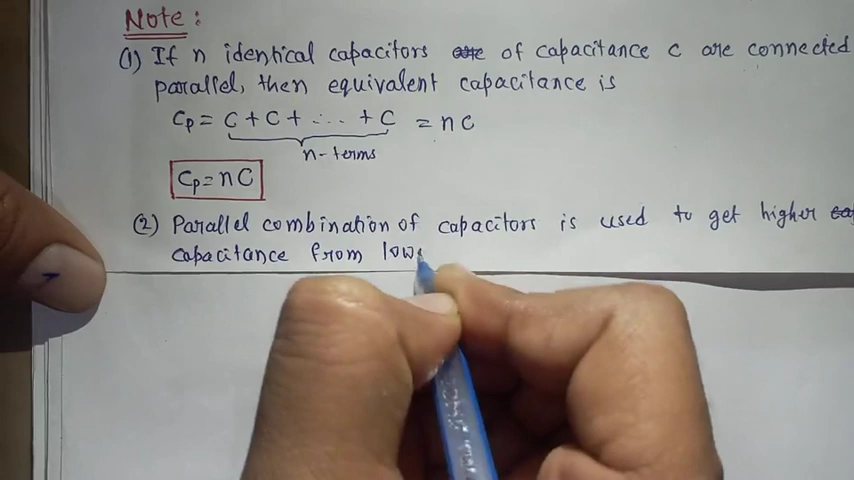 Note:
(1) If n identical capacitors of capacitance c are connected
parallel, then equivalent capacitance is
Cp = C + C + .... + C = nC
n-terms
Cp = nC
(2) Parallel combination of capacitors is used to get higher
capacitance from lowe